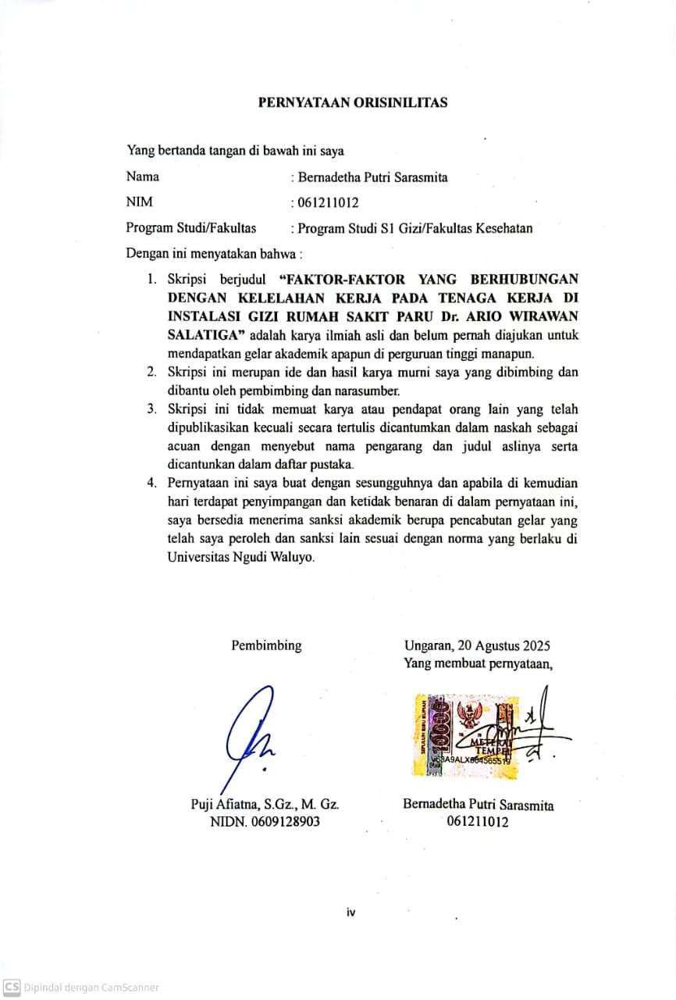 PERNYATAAN ORISINILITAS
Yang bertanda tangan di bawah ini saya
Nama : Bernadetha Putri Sarasmita
NIM : 061211012
Program Studi/Fakultas : Program Studi S1 Gizi/Fakultas Kesehatan
Dengan ini menyatakan bahwa :
1. Skripsi berjudul “FAKTOR-FAKTOR YANG BERHUBUNGAN
DENGAN KELELAHAN KERJA PADA TENAGA KERJA DI
INSTALASI GIZI RUMAH SAKIT PARU Dr. ARIO WIRAWAN
SALATIGA” adalah karya ilmiah asli dan belum pernah diajukan untuk
mendapatkan gelar akademik apapun di perguruan tinggi manapun.
2. Skripsi ini merupan ide dan hasil karya murni saya yang dibimbing dan
dibantu oleh pembimbing dan narasumber.
3. Skripsi ini tidak memuat karya atau pendapat orang lain yang telah
dipublikasikan kecuali secara tertulis dicantumkan dalam naskah sebagai
acuan dengan menyebut nama pengarang dan judul aslinya serta
dicantunkan dalam daftar pustaka.
4. Pernyataan ini saya buat dengan sesungguhnya dan apabila di kemudian
hari terdapat penyimpangan dan ketidak benaran di dalam pernyataan ini,
saya bersedia menerima sanksi akademik berupa pencabutan gelar yang
telah saya peroleh dan sanksi lain sesuai dengan norma yang berlaku di
Universitas Ngudi Waluyo.
Pembimbing
Ungaran, 20 Agustus 2025
Yang membuat pernyataan,
SEPULUH RIBU RUPIAH
10000
METERAI
TEMPEL
Puji Afiatna, S.Gz., M. Gz.
NIDN. 0609128903
Bernadetha Putri Sarasmita
061211012
iv
CS Dipindai dengan CamScanner